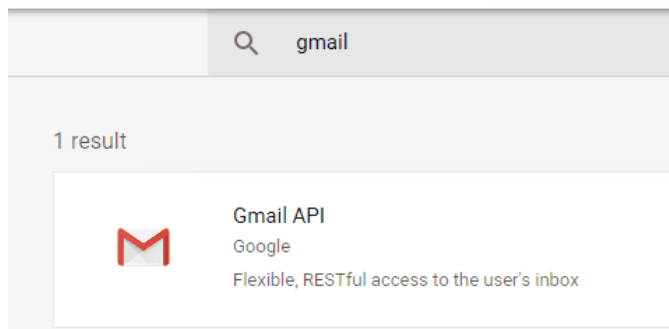 gmail
1 result
Gmail API
Google
Flexible, RESTful access to the user's inbox